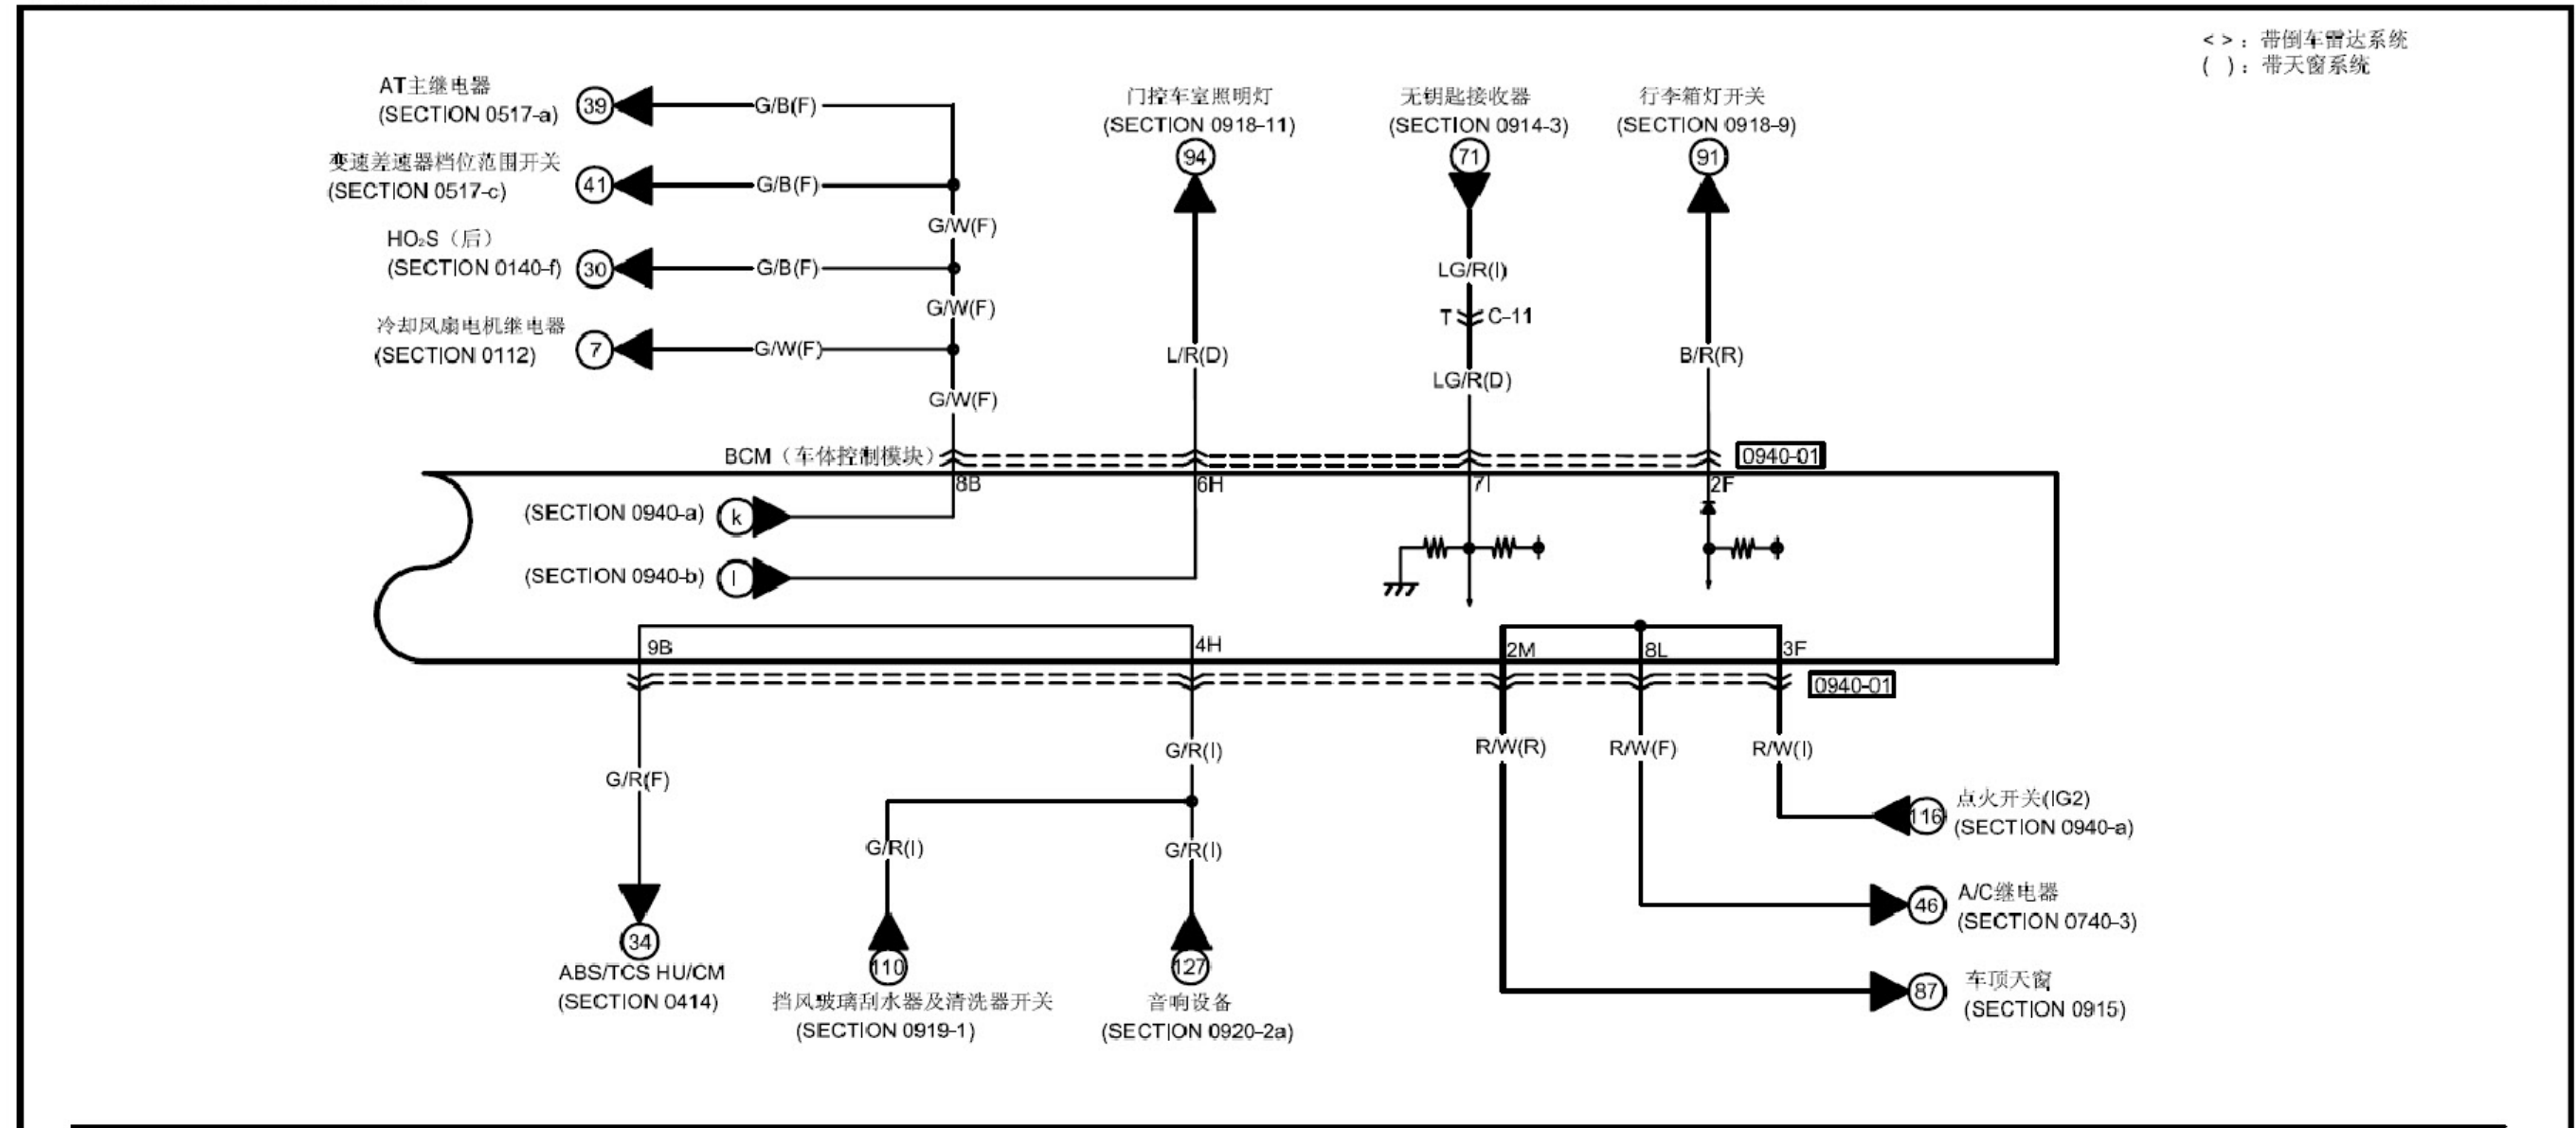 < > : 带倒车雷达系统
( ) : 带天窗系统
AT主继电器
(SECTION 0517-a)
39
G/B(F)
变速差速器档位范围开关
(SECTION 0517-c)
41
G/B(F)
G/W(F)
HO₂S（后）
(SECTION 0140-f)
30
G/B(F)
G/W(F)
冷却风扇电机继电器
(SECTION 0112)
7
G/W(F)
G/W(F)
门控车室照明灯
(SECTION 0918-11)
94
L/R(D)
无钥匙接收器
(SECTION 0914-3)
71
LG/R(I)
T C-11
LG/R(D)
行李箱灯开关
(SECTION 0918-9)
91
B/R(R)
BCM（车体控制模块）
0940-01
8B
6H
7I
2F
(SECTION 0940-a) k
(SECTION 0940-b) l
9B
4H
2M
8L
3F
0940-01
G/R(F)
G/R(I)
R/W(R)
R/W(F)
R/W(I)
G/R(I)
G/R(I)
34
ABS/TCS HU/CM
(SECTION 0414)
110
挡风玻璃刮水器及清洗器开关
(SECTION 0919-1)
127
音响设备
(SECTION 0920-2a)
116
点火开关(IG2)
(SECTION 0940-a)
46
A/C继电器
(SECTION 0740-3)
87
车顶天窗
(SECTION 0915)